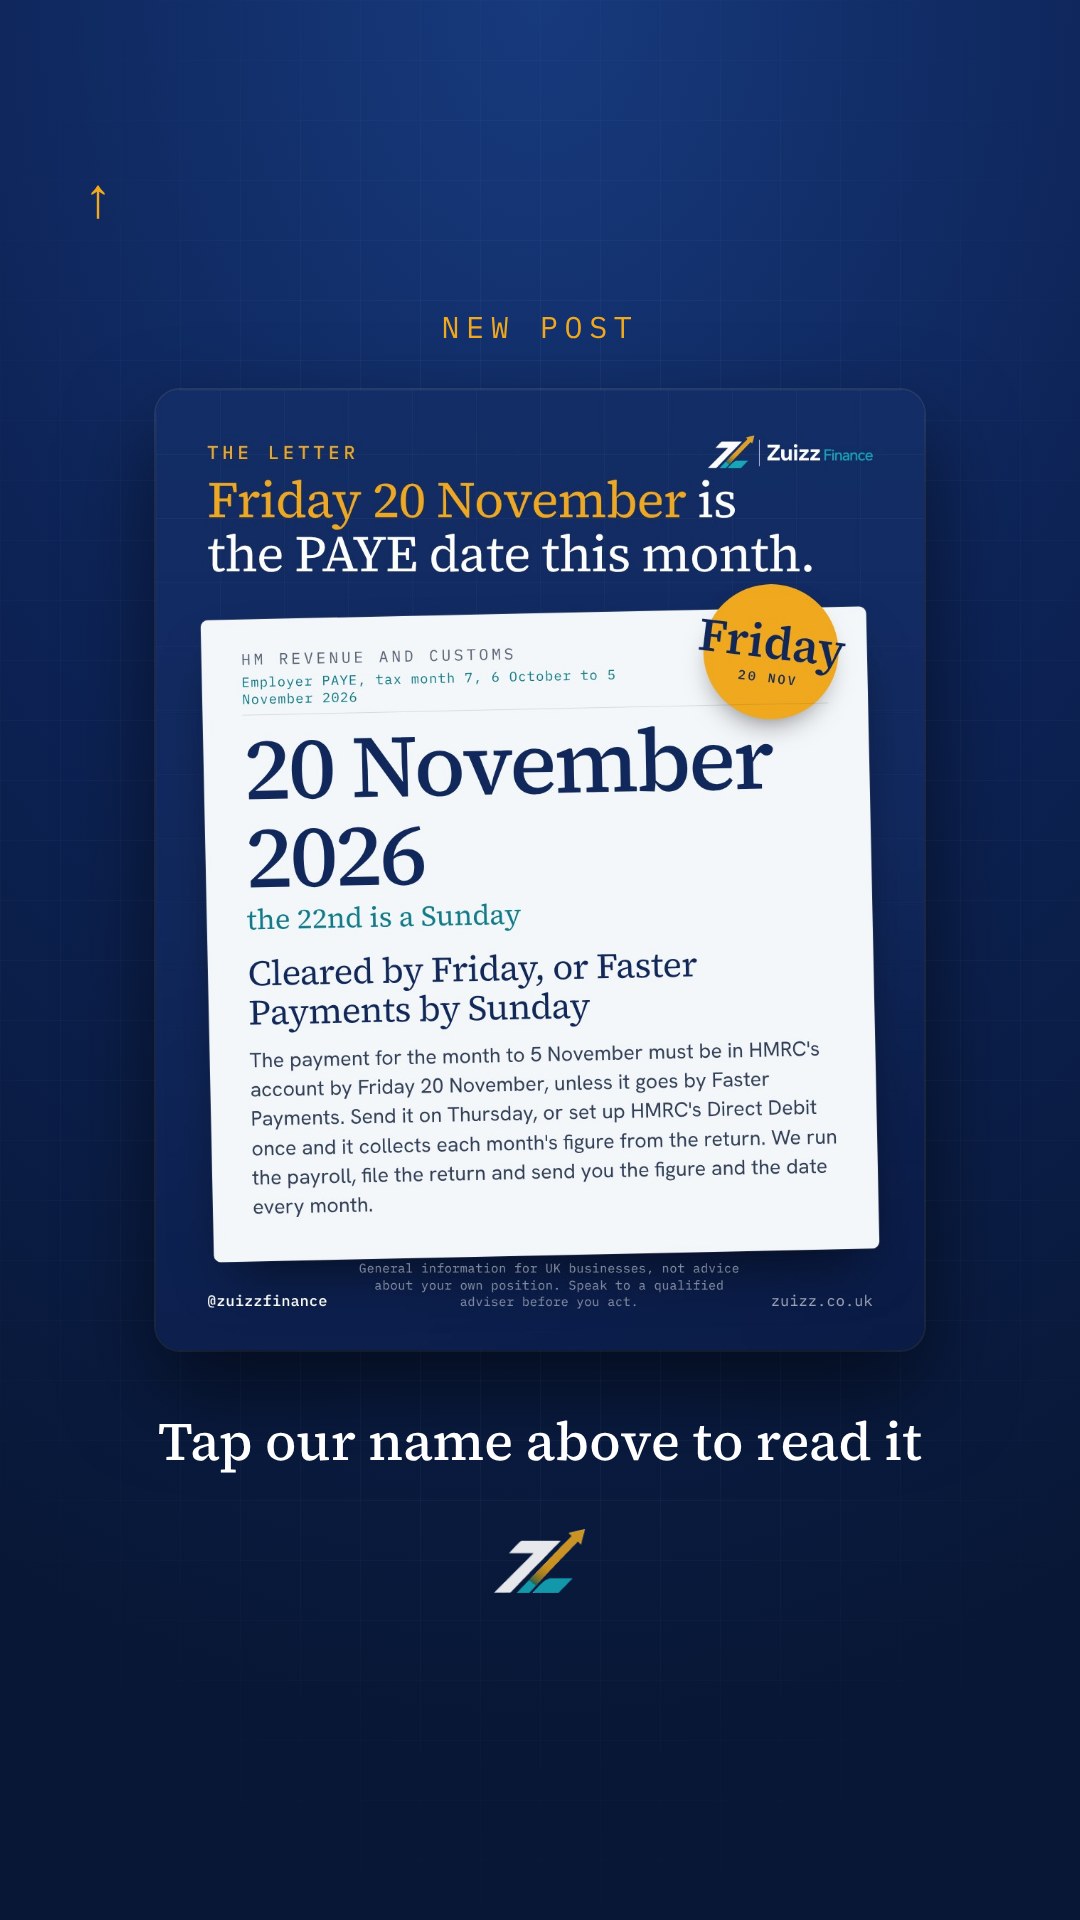 ↑
NEW POST
THE LETTER
Zuizz Finance
Friday 20 November is
the PAYE date this month.
Friday
20 NOV
HM REVENUE AND CUSTOMS
Employer PAYE, tax month 7, 6 October to 5
November 2026
20 November
2026
the 22nd is a Sunday
Cleared by Friday, or Faster
Payments by Sunday
The payment for the month to 5 November must be in HMRC's
account by Friday 20 November, unless it goes by Faster
Payments. Send it on Thursday, or set up HMRC's Direct Debit
once and it collects each month's figure from the return. We run
the payroll, file the return and send you the figure and the date
every month.
General information for UK businesses, not advice
about your own position. Speak to a qualified
adviser before you act.
@zuizzfinance
zuizz.co.uk
Tap our name above to read it